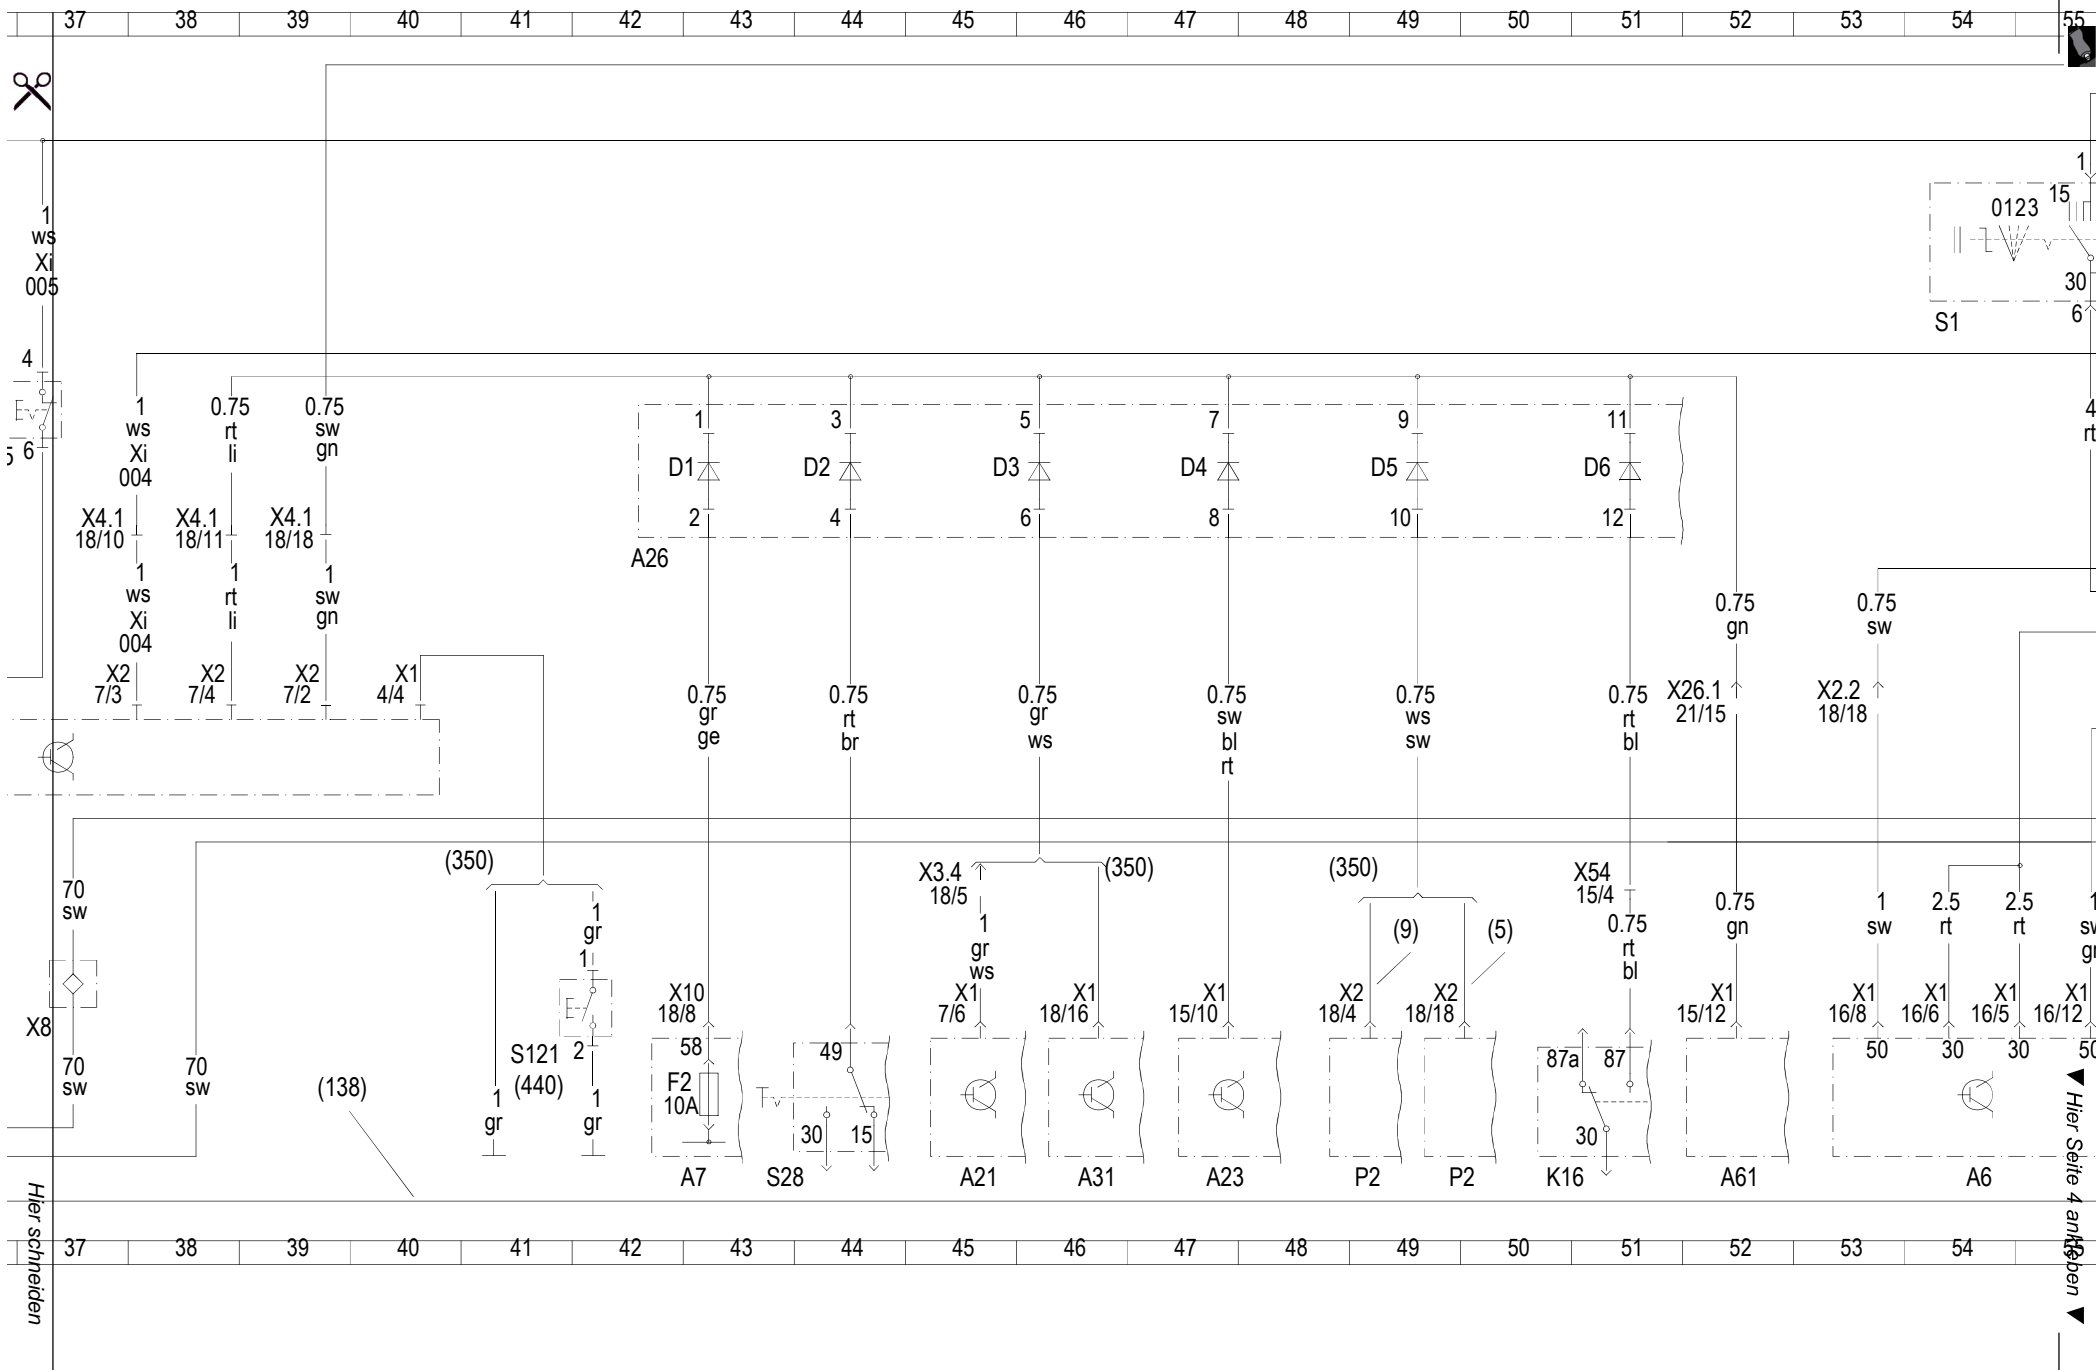 37 38 39 40 41 42 43 44 45 46 47 48 49 50 51 52 53 54 55
1
ws
Xi
005
4
6
1
15
0123
30
6
S1
4
rt
1
ws
Xi
004
0.75
rt
li
0.75
sw
gn
X4.1
18/10
X4.1
18/11
X4.1
18/18
1
ws
Xi
004
1
rt
li
1
sw
gn
X2
7/3
X2
7/4
X2
7/2
X1
4/4
1 3 5 7 9 11
D1 D2 D3 D4 D5 D6
2 4 6 8 10 12
A26
0.75
gr
ge
0.75
rt
br
0.75
gr
ws
0.75
sw
bl
rt
0.75
ws
sw
0.75
rt
bl
0.75
gn
X26.1
21/15
0.75
sw
X2.2
18/18
(350)
X3.4
18/5
(350)
(350)
X54
15/4
70
sw
X8
70
sw
70
sw
(138)
1
gr
1
S121
(440)
2
1
gr
1
gr
1
gr
ws
(9)
(5)
0.75
rt
bl
0.75
gn
1
sw
2.5
rt
2.5
rt
X10
18/8
X1
7/6
X1
18/16
X1
15/10
X2
18/4
X2
18/18
X1
15/12
X1
16/8
X1
16/6
X1
16/5
X1
16/12
58
F2
10A
49
30 15
87a 87
30
50 30 30
A7 S28 A21 A31 A23 P2 P2 K16 A61 A6
Hier schneiden
Hier Seite 4 ankleben
37 38 39 40 41 42 43 44 45 46 47 48 49 50 51 52 53 54